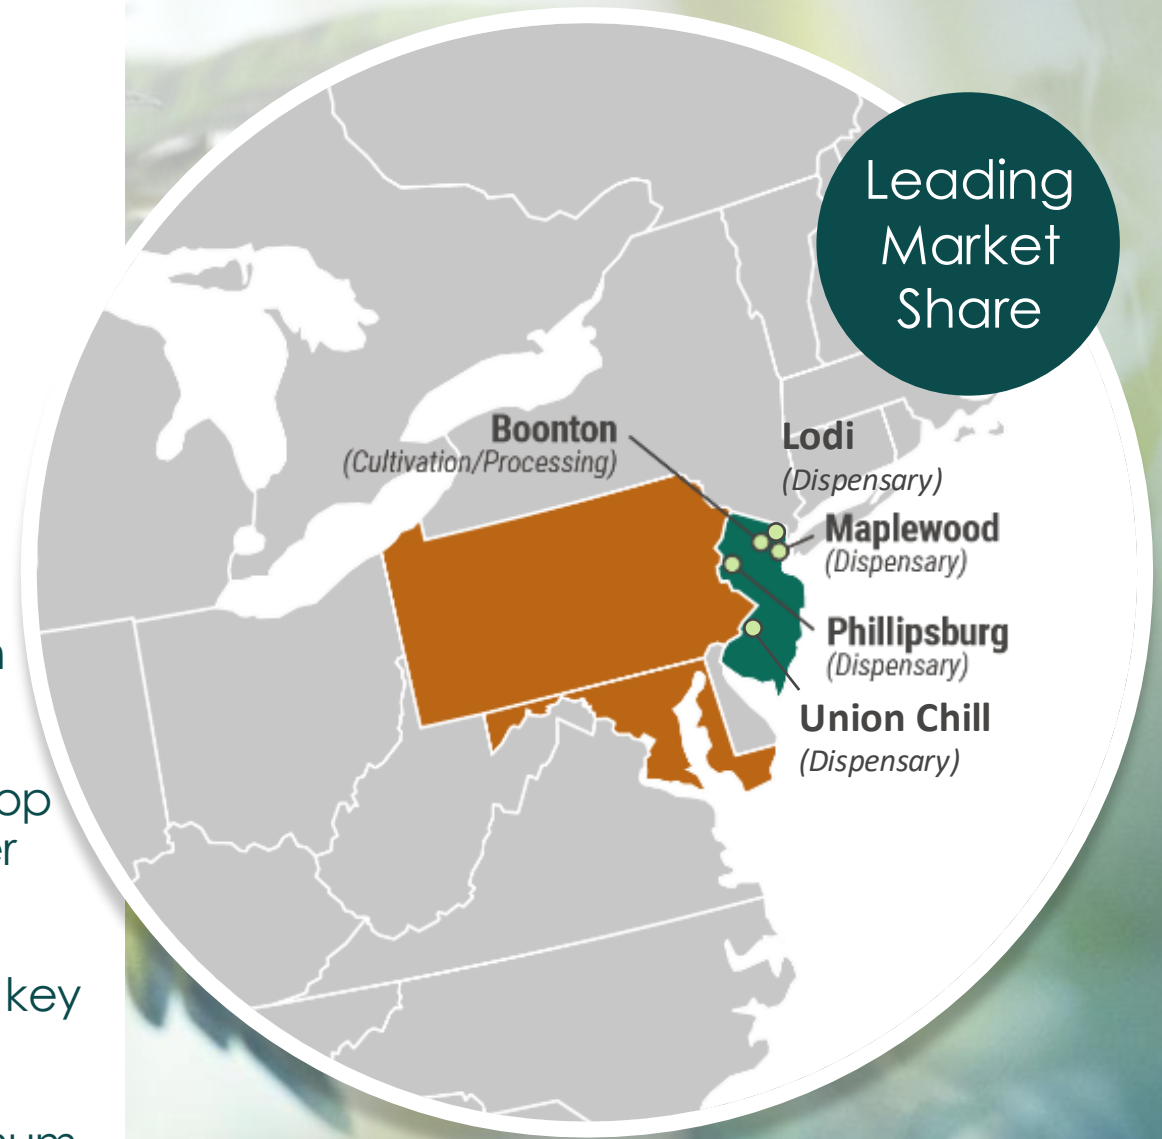 Leading
Market
Share
Boonton
(Cultivation/Processing)
Lodi
(Dispensary)
Maplewood
(Dispensary)
Phillipsburg
(Dispensary)
Union Chill
(Dispensary)
key